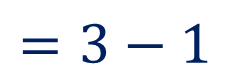 = 3 − 1